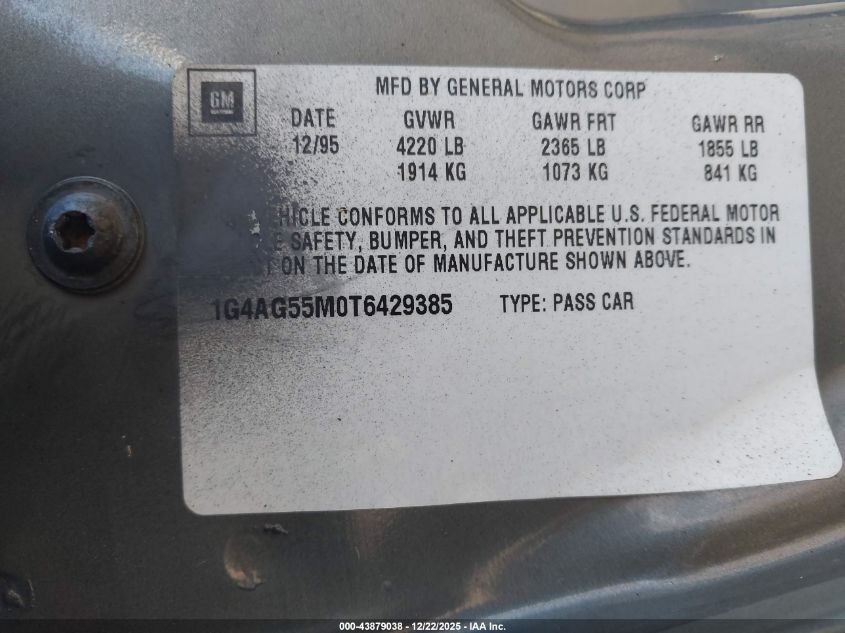 GM
MFD BY GENERAL MOTORS CORP
DATE GVWR GAWR FRT GAWR RR
12/95 4220 LB 2365 LB 1855 LB
1914 KG 1073 KG 841 KG
HICLE CONFORMS TO ALL APPLICABLE U.S. FEDERAL MOTOR
E SAFETY, BUMPER, AND THEFT PREVENTION STANDARDS IN
T ON THE DATE OF MANUFACTURE SHOWN ABOVE.
1G4AG55M0T6429385 TYPE: PASS CAR
000-43879038 - 12/22/2025 - IAA Inc.